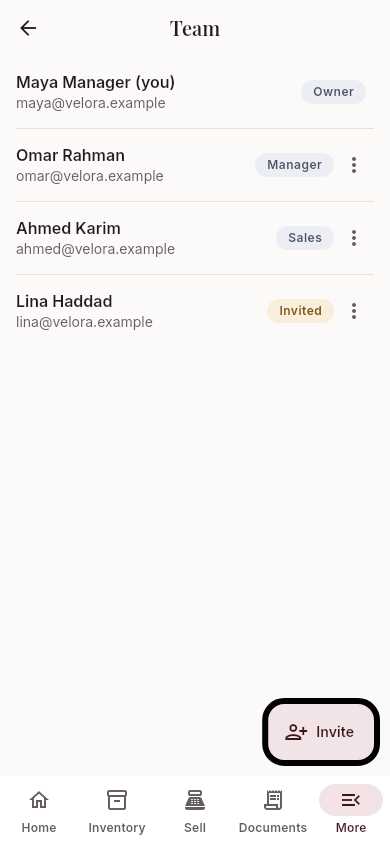 Team
Maya Manager (you)
maya@velora.example
Owner
Omar Rahman
omar@velora.example
Manager
Ahmed Karim
ahmed@velora.example
Sales
Lina Haddad
lina@velora.example
Invited
Invite
Home
Inventory
Sell
Documents
More